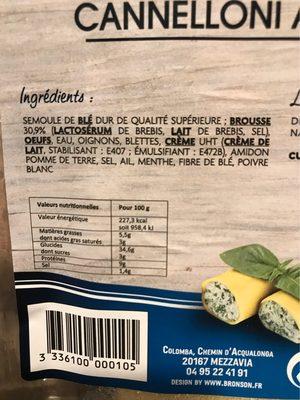 CANNELLONI A
Ingrédients :
SEMOULE DE BLÉ DUR DE QUALITÉ SUPÉRIEURE ; BROUSSE
30,9% (LACTOSÉRUM DE BREBIS, LAIT DE BREBIS, SEL).
OEUFS, EAU, OIGNONS, BLETTES, CRÈME UHT (CRÈME DE
LAIT, STABILISANT : E407 ; ÉMULSIFIANT : E472B), AMIDON
POMME DE TERRE, SEL, AIL, MENTHE, FIBRE DE BLÉ, POIVRE
BLANC
Valeurs nutritionnelles Pour 100 g
Valeur énergétique 227,3 kcal
soit 958,4 kJ
Matières grasses 5,5g
dont acides gras saturés 3g
Glucides 34,6g
dont sucres 3g
Protéines 9g
Sel 1,4g
3 336100 000105
COLOMBA, CHEMIN D'ACQUALONGA
20167 MEZZAVIA
04 95 22 41 91
DESIGN BY WWW.BRONSON.FR